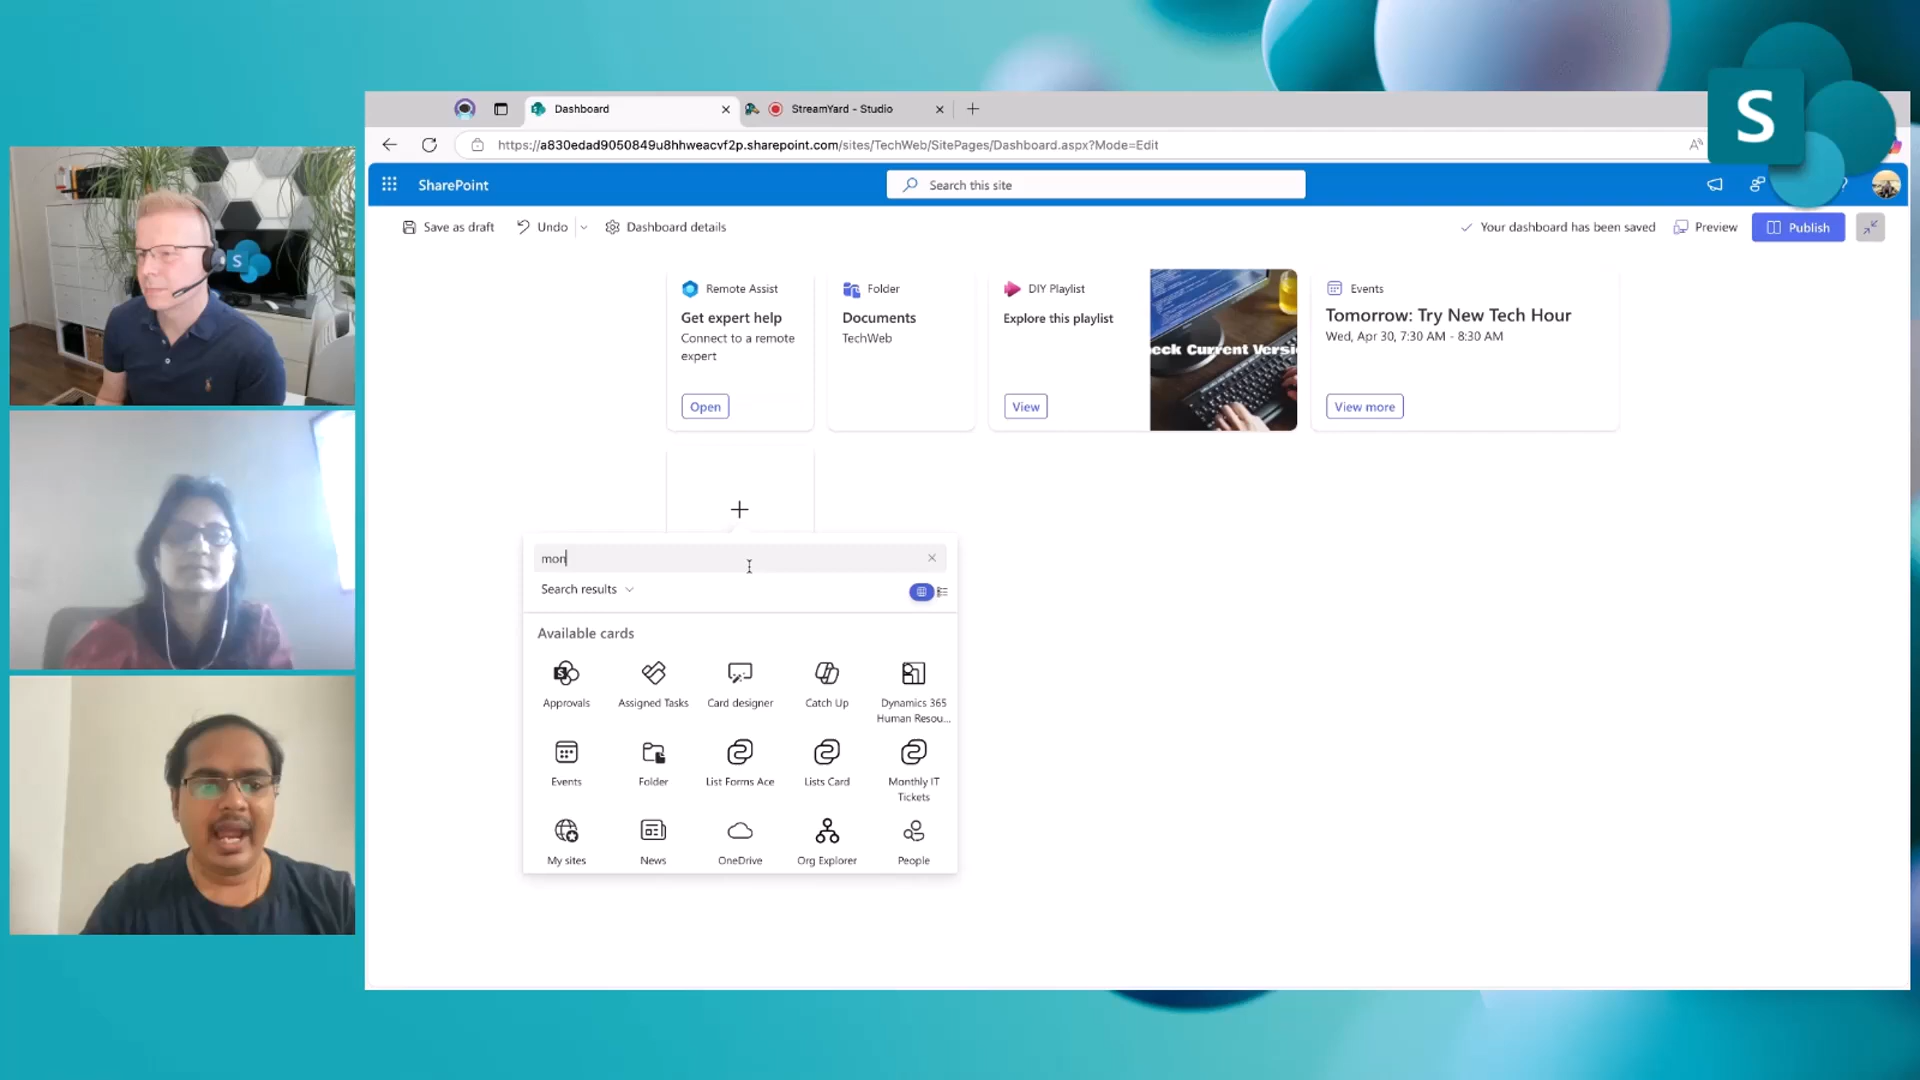 Dashboard
StreamYard - Studio
https://a830edad9050849u8hhweacvf2p.sharepoint.com/sites/TechWeb/SitePages/Dashboard.aspx?Mode=Edit
S
SharePoint
Search this site
?
Save as draft
Undo
Dashboard details
Your dashboard has been saved
Preview
Publish
Remote Assist
Get expert help
Connect to a remote
expert
Open
Folder
Documents
TechWeb
DIY Playlist
Explore this playlist
View
eck Current Versi
Events
Tomorrow: Try New Tech Hour
Wed, Apr 30, 7:30 AM - 8:30 AM
View more
S
mon
Search results
Available cards
Approvals
Assigned Tasks
Card designer
Catch Up
Dynamics 365
Human Resou...
Events
Folder
List Forms Ace
Lists Card
Monthly IT
Tickets
My sites
News
OneDrive
Org Explorer
People